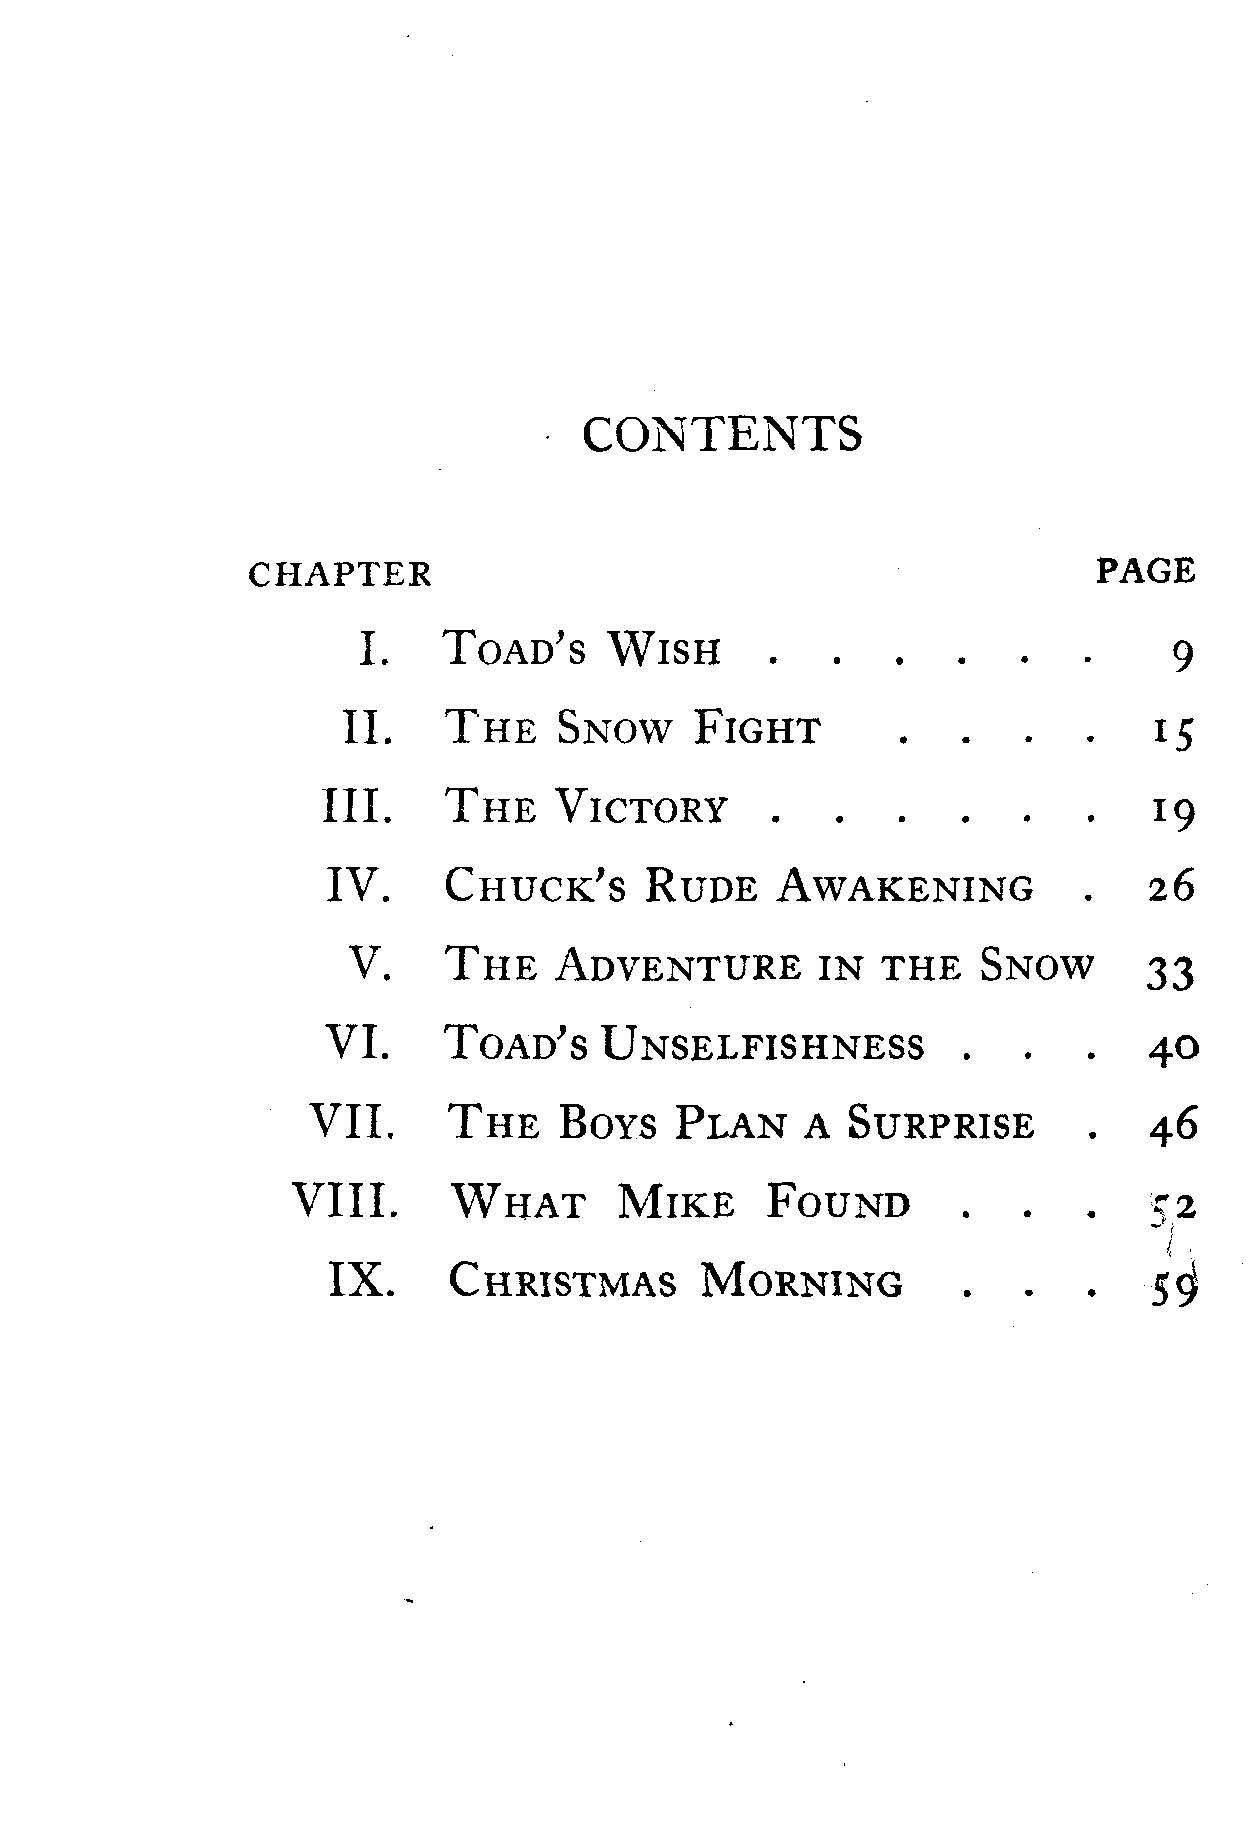 CONTENTS
CHAPTER PAGE
I. TOAD'S WISH . . . . . . 9
II. THE SNOW FIGHT . . . . 15
III. THE VICTORY . . . . . . 19
IV. CHUCK'S RUDE AWAKENING . 26
V. THE ADVENTURE IN THE SNOW 33
VI. TOAD'S UNSELFISHNESS . . . 40
VII. THE BOYS PLAN A SURPRISE . 46
VIII. WHAT MIKE FOUND . . . 52
IX. CHRISTMAS MORNING . . . 59